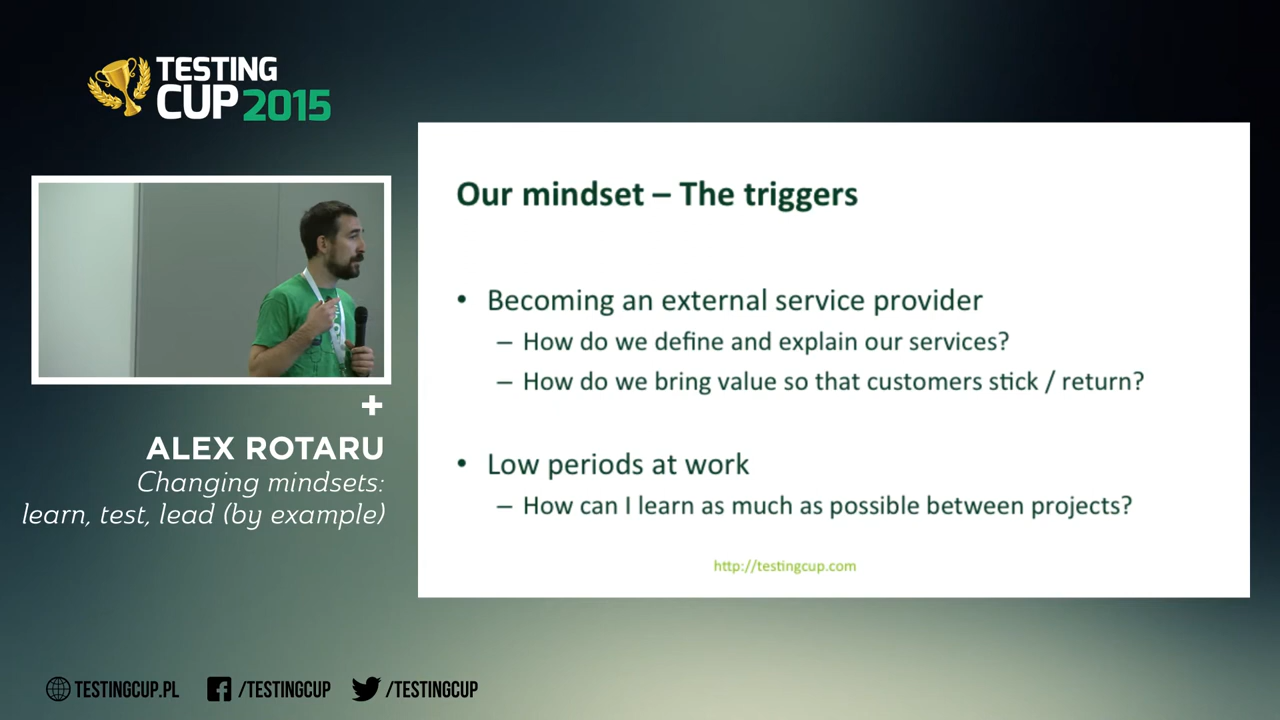 TESTING
CUP 2015
Our mindset – The triggers
• Becoming an external service provider
– How do we define and explain our services?
– How do we bring value so that customers stick / return?
• Low periods at work
– How can I learn as much as possible between projects?
http://testingcup.com
+
ALEX ROTARU
Changing mindsets:
learn, test, lead (by example)
TESTINGCUP.PL
/TESTINGCUP
/TESTINGCUP